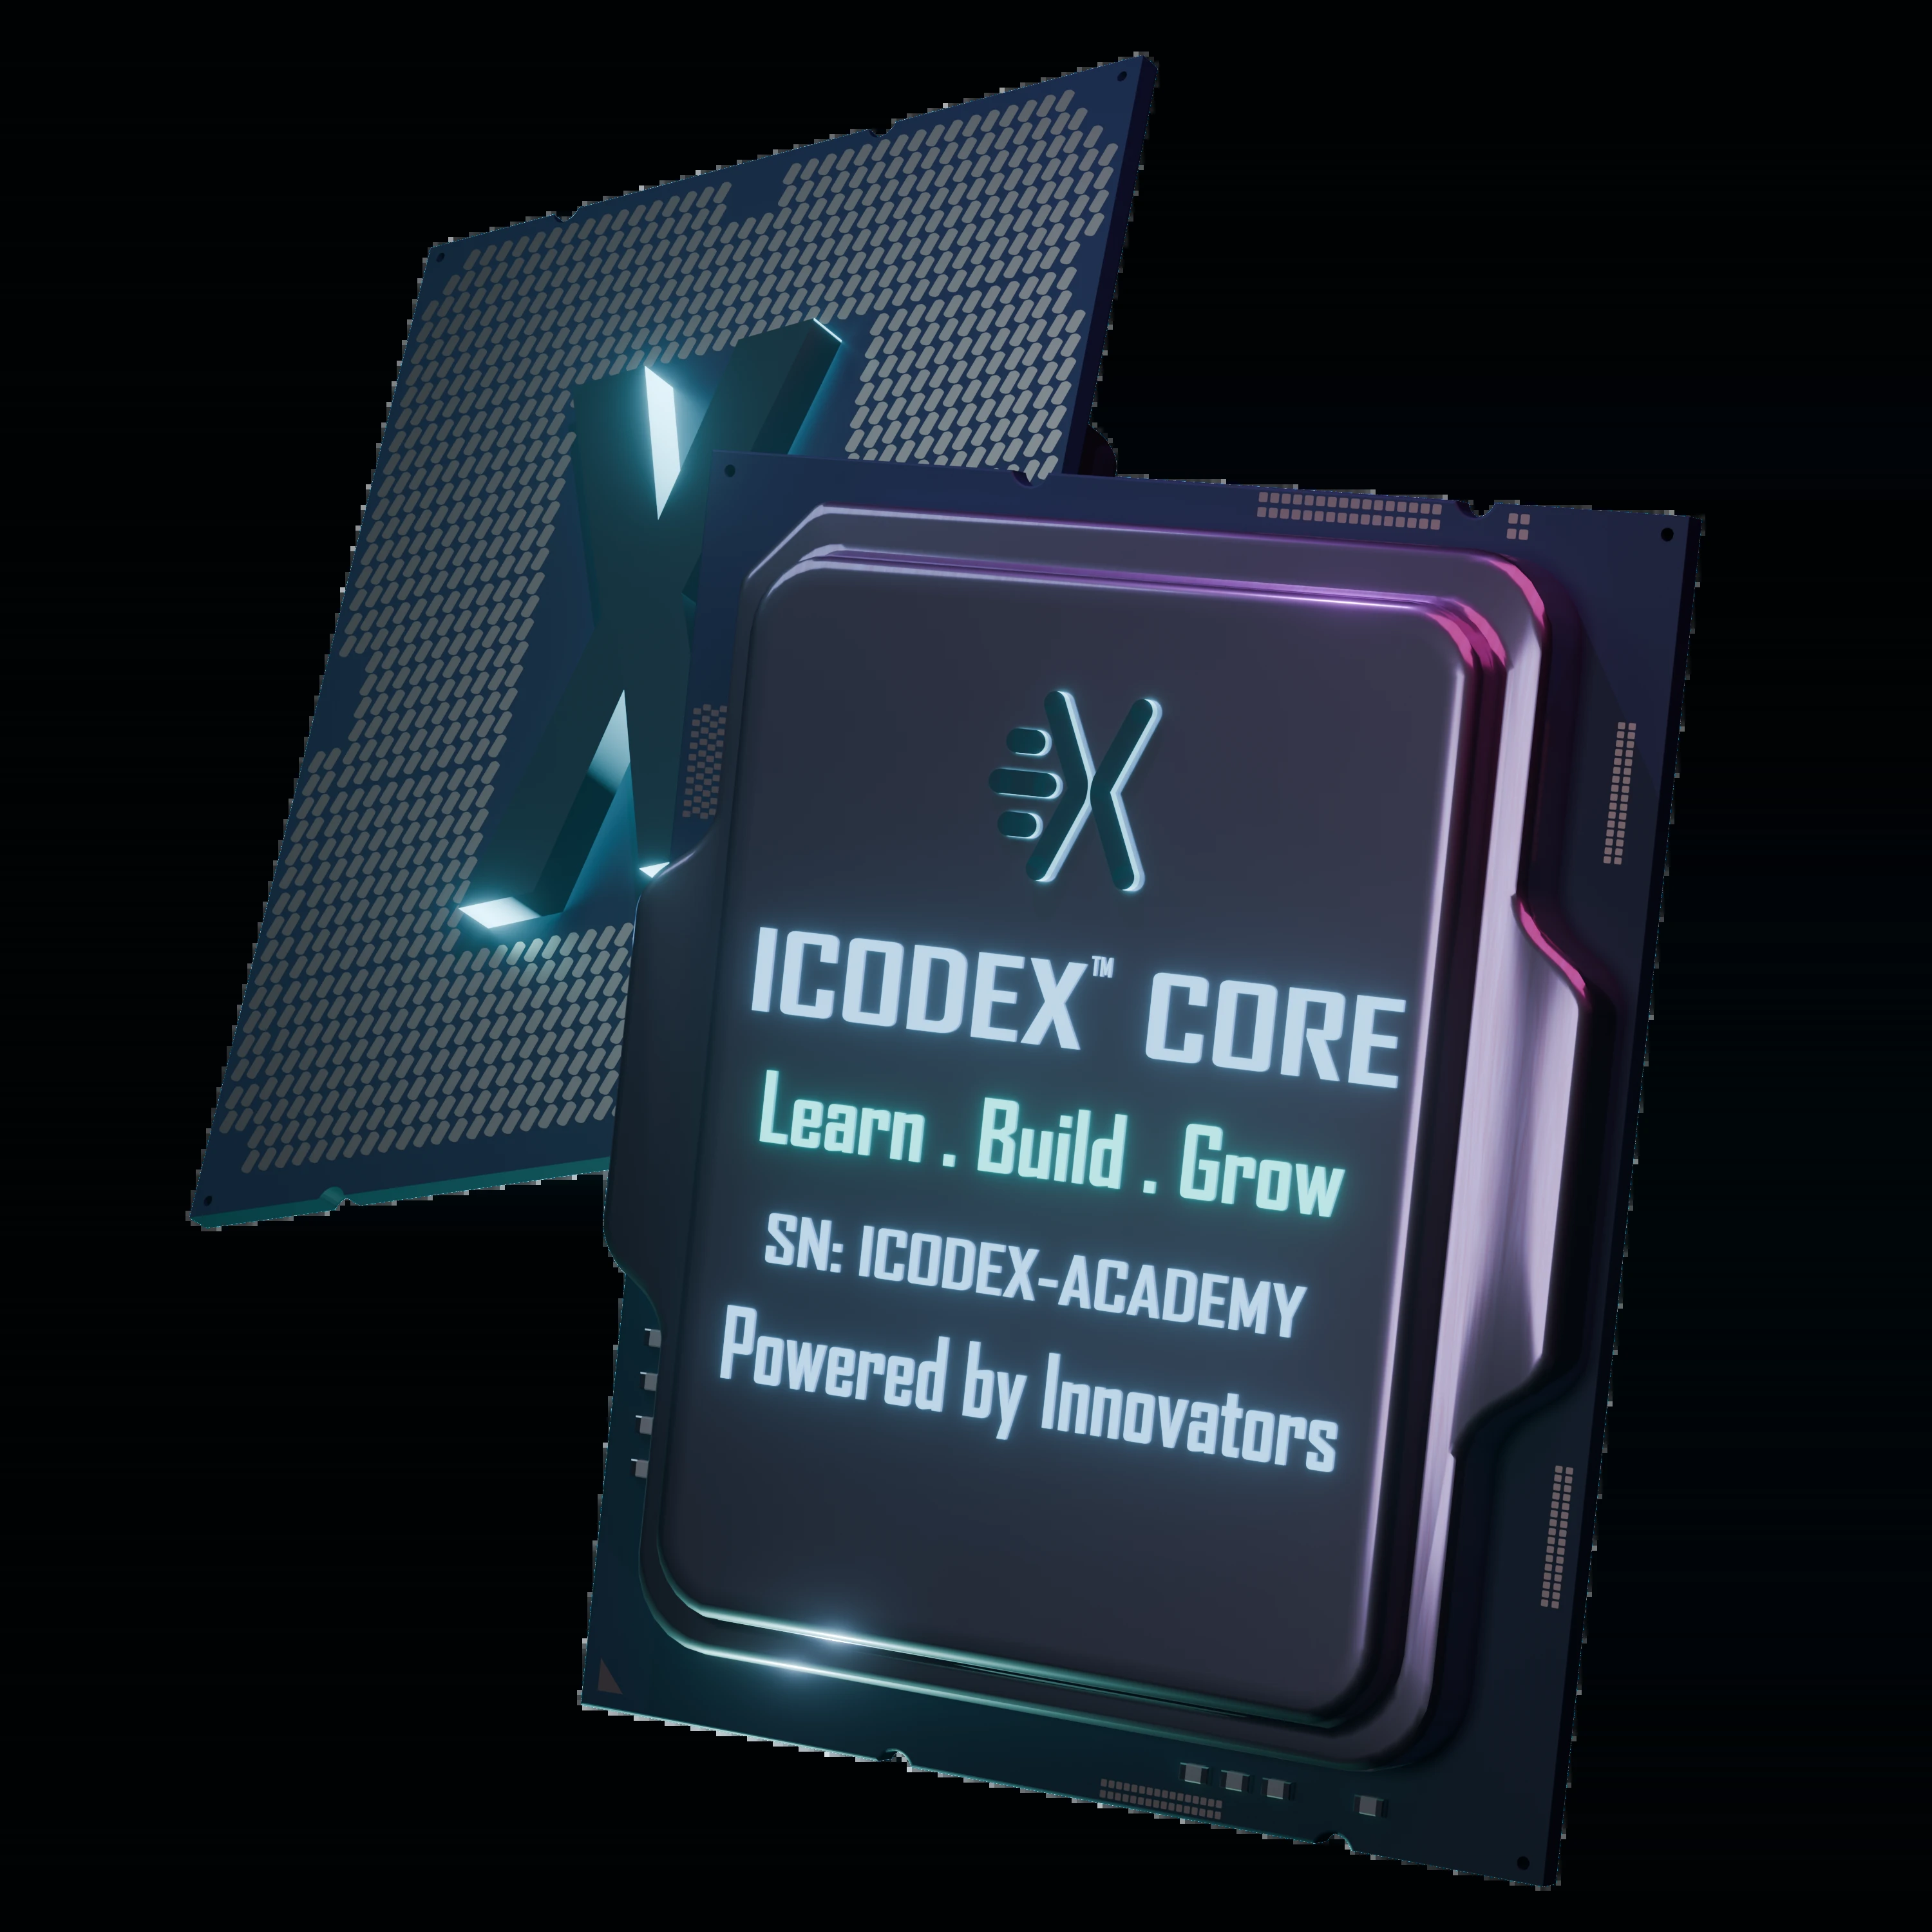 ICODEX™ CORE
Learn . Build . Grow
SN: ICODEX-ACADEMY
Powered by Innovators